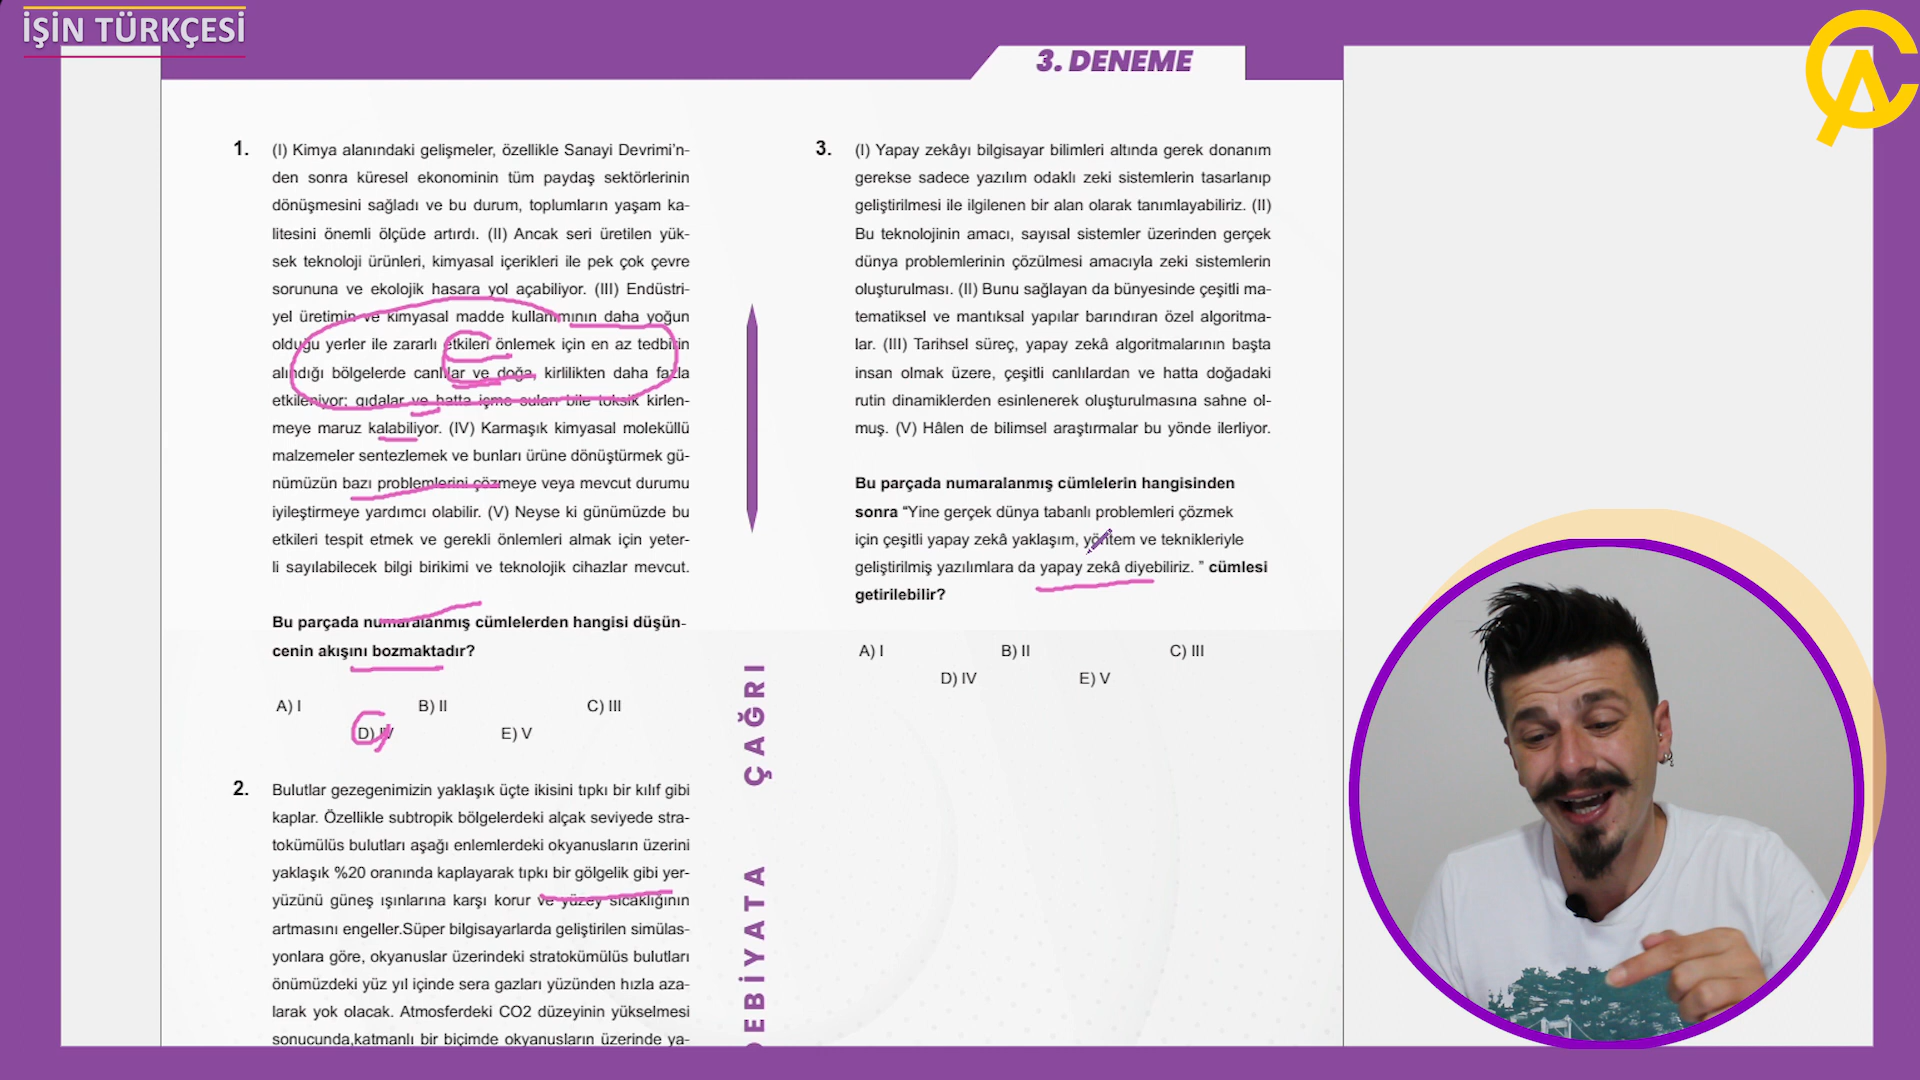 İŞİN TÜRKÇESİ
3. DENEME
1. (I) Kimya alanındaki gelişmeler, özellikle Sanayi Devrimi'n-
den sonra küresel ekonominin tüm paydaş sektörlerinin
dönüşmesini sağladı ve bu durum, toplumların yaşam ka-
litesini önemli ölçüde artırdı. (II) Ancak seri üretilen yük-
sek teknoloji ürünleri, kimyasal içerikleri ile pek çok çevre
sorununa ve ekolojik hasara yol açabiliyor. (III) Endüstri-
yel üretimin ve kimyasal madde kullanımının daha yoğun
olduğu yerler ile zararlı etkileri önlemek için en az tedbirin
alındığı bölgelerde canlılar ve doğa, kirlilikten daha fazla
etkileniyor; gıdalar ve hatta içme suları bile toksik kirlen-
meye maruz kalabiliyor. (IV) Karmaşık kimyasal moleküllü
malzemeler sentezlemek ve bunları ürüne dönüştürmek gü-
nümüzün bazı problemlerini çözmeye veya mevcut durumu
iyileştirmeye yardımcı olabilir. (V) Neyse ki günümüzde bu
etkileri tespit etmek ve gerekli önlemleri almak için yeter-
li sayılabilecek bilgi birikimi ve teknolojik cihazlar mevcut.
Bu parçada numaralanmış cümlelerden hangisi düşün-
cenin akışını bozmaktadır?
A) I B) II C) III
D) IV E) V
2. Bulutlar gezegenimizin yaklaşık üçte ikisini tıpkı bir kılıf gibi
kaplar. Özellikle subtropik bölgelerdeki alçak seviyede stra-
tokümülüs bulutları aşağı enlemlerdeki okyanusların üzerini
yaklaşık %20 oranında kaplayarak tıpkı bir gölgelik gibi yer-
yüzünü güneş ışınlarına karşı korur ve yüzey sıcaklığının
artmasını engeller.Süper bilgisayarlarda geliştirilen simülas-
yonlara göre, okyanuslar üzerindeki stratokümülüs bulutları
önümüzdeki yüz yıl içinde sera gazları yüzünden hızla aza-
larak yok olacak. Atmosferdeki CO2 düzeyinin yükselmesi
sonucunda,katmanlı bir biçimde okyanusların üzerinde ya-
ÇAĞRI
EBİYATA
3. (I) Yapay zekâyı bilgisayar bilimleri altında gerek donanım
gerekse sadece yazılım odaklı zeki sistemlerin tasarlanıp
geliştirilmesi ile ilgilenen bir alan olarak tanımlayabiliriz. (II)
Bu teknolojinin amacı, sayısal sistemler üzerinden gerçek
dünya problemlerinin çözülmesi amacıyla zeki sistemlerin
oluşturulması. (II) Bunu sağlayan da bünyesinde çeşitli ma-
tematiksel ve mantıksal yapılar barındıran özel algoritma-
lar. (III) Tarihsel süreç, yapay zekâ algoritmalarının başta
insan olmak üzere, çeşitli canlılardan ve hatta doğadaki
rutin dinamiklerden esinlenerek oluşturulmasına sahne ol-
muş. (V) Hâlen de bilimsel araştırmalar bu yönde ilerliyor.
Bu parçada numaralanmış cümlelerin hangisinden
sonra “Yine gerçek dünya tabanlı problemleri çözmek
için çeşitli yapay zekâ yaklaşım, yöntem ve teknikleriyle
geliştirilmiş yazılımlara da yapay zekâ diyebiliriz. ” cümlesi
getirilebilir?
A) I B) II C) III
D) IV E) V